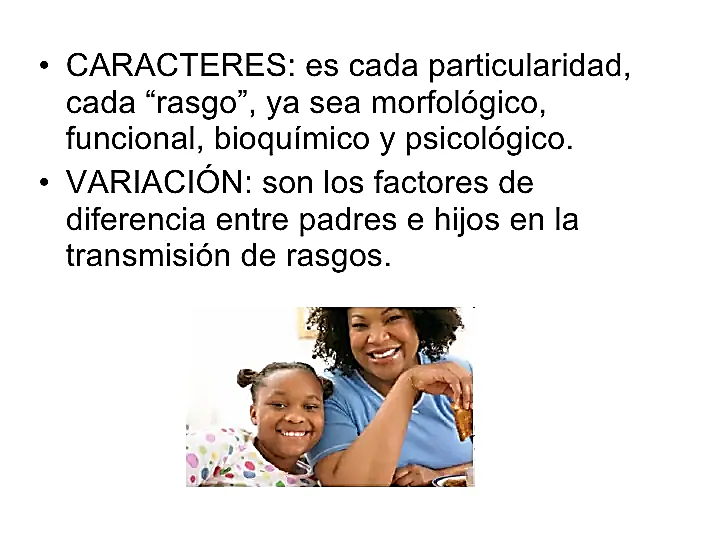 • CARACTERES: es cada particularidad,
cada “rasgo”, ya sea morfológico,
funcional, bioquímico y psicológico.
• VARIACIÓN: son los factores de
diferencia entre padres e hijos en la
transmisión de rasgos.